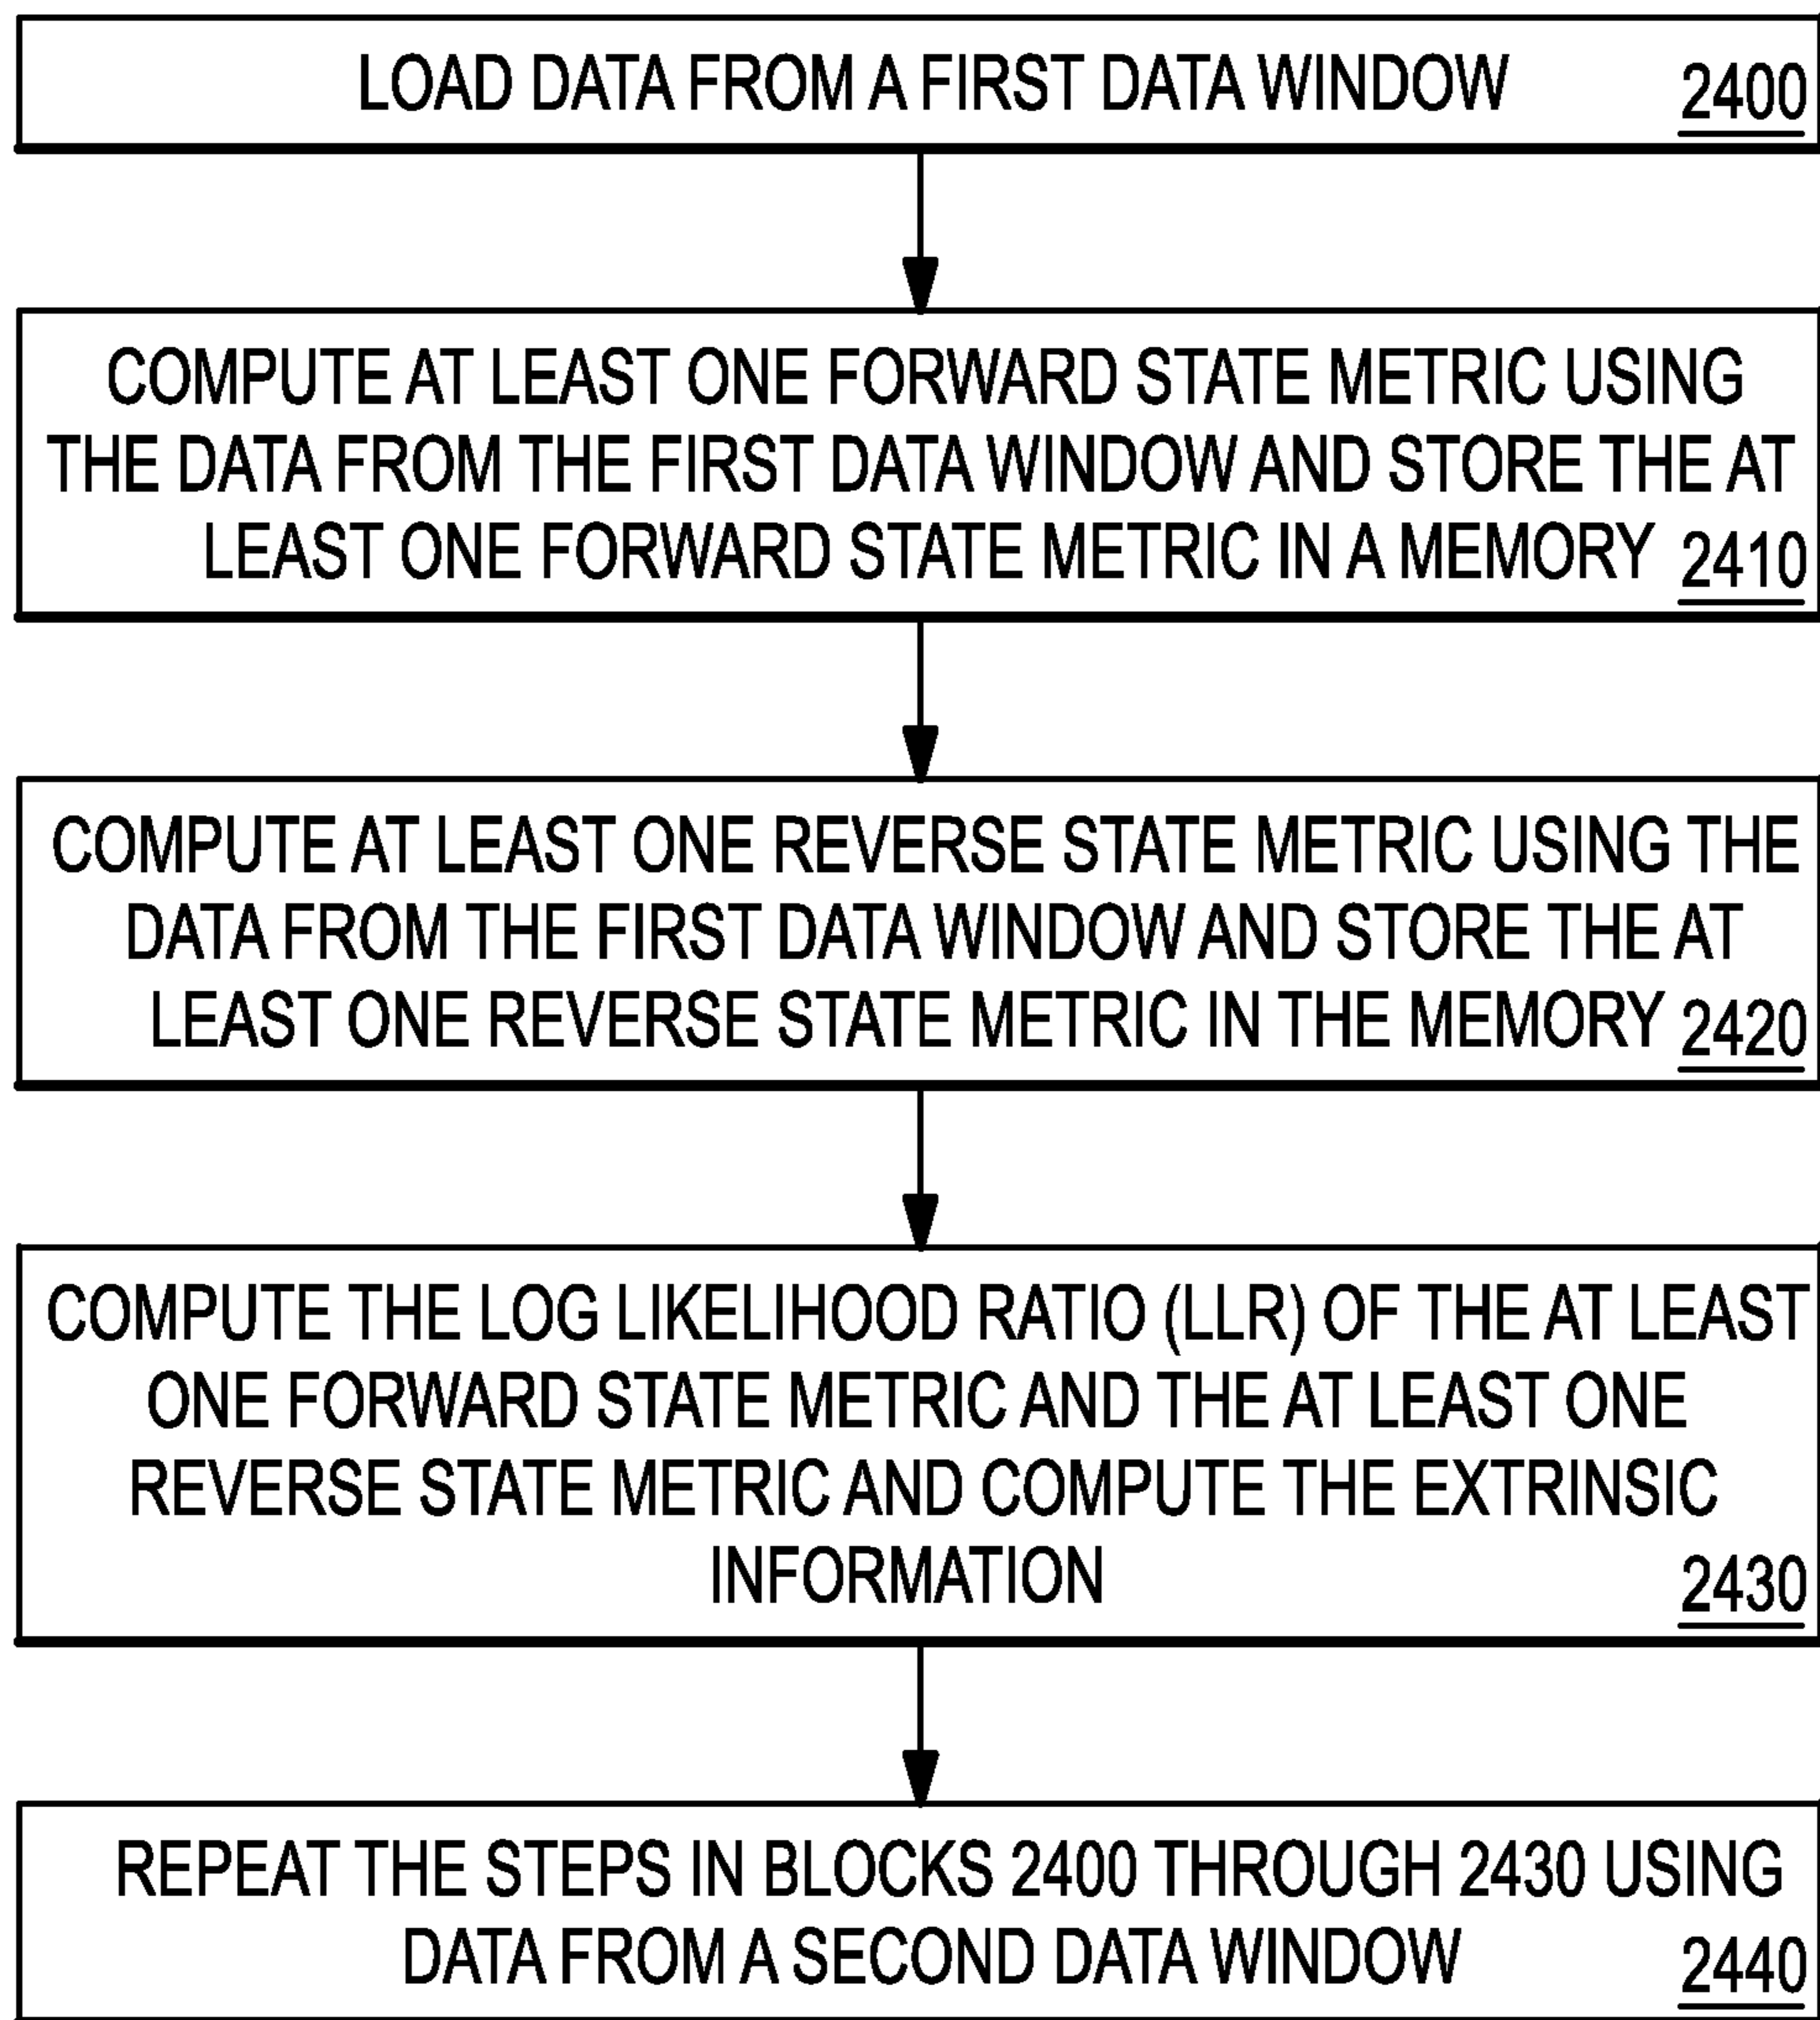 LOAD DATA FROM A FIRST DATA WINDOW 2400
COMPUTE AT LEAST ONE FORWARD STATE METRIC USING
THE DATA FROM THE FIRST DATA WINDOW AND STORE THE AT
LEAST ONE FORWARD STATE METRIC IN A MEMORY 2410
COMPUTE AT LEAST ONE REVERSE STATE METRIC USING THE
DATA FROM THE FIRST DATA WINDOW AND STORE THE AT
LEAST ONE REVERSE STATE METRIC IN THE MEMORY 2420
COMPUTE THE LOG LIKELIHOOD RATIO (LLR) OF THE AT LEAST
ONE FORWARD STATE METRIC AND THE AT LEAST ONE
REVERSE STATE METRIC AND COMPUTE THE EXTRINSIC
INFORMATION 2430
REPEAT THE STEPS IN BLOCKS 2400 THROUGH 2430 USING
DATA FROM A SECOND DATA WINDOW 2440